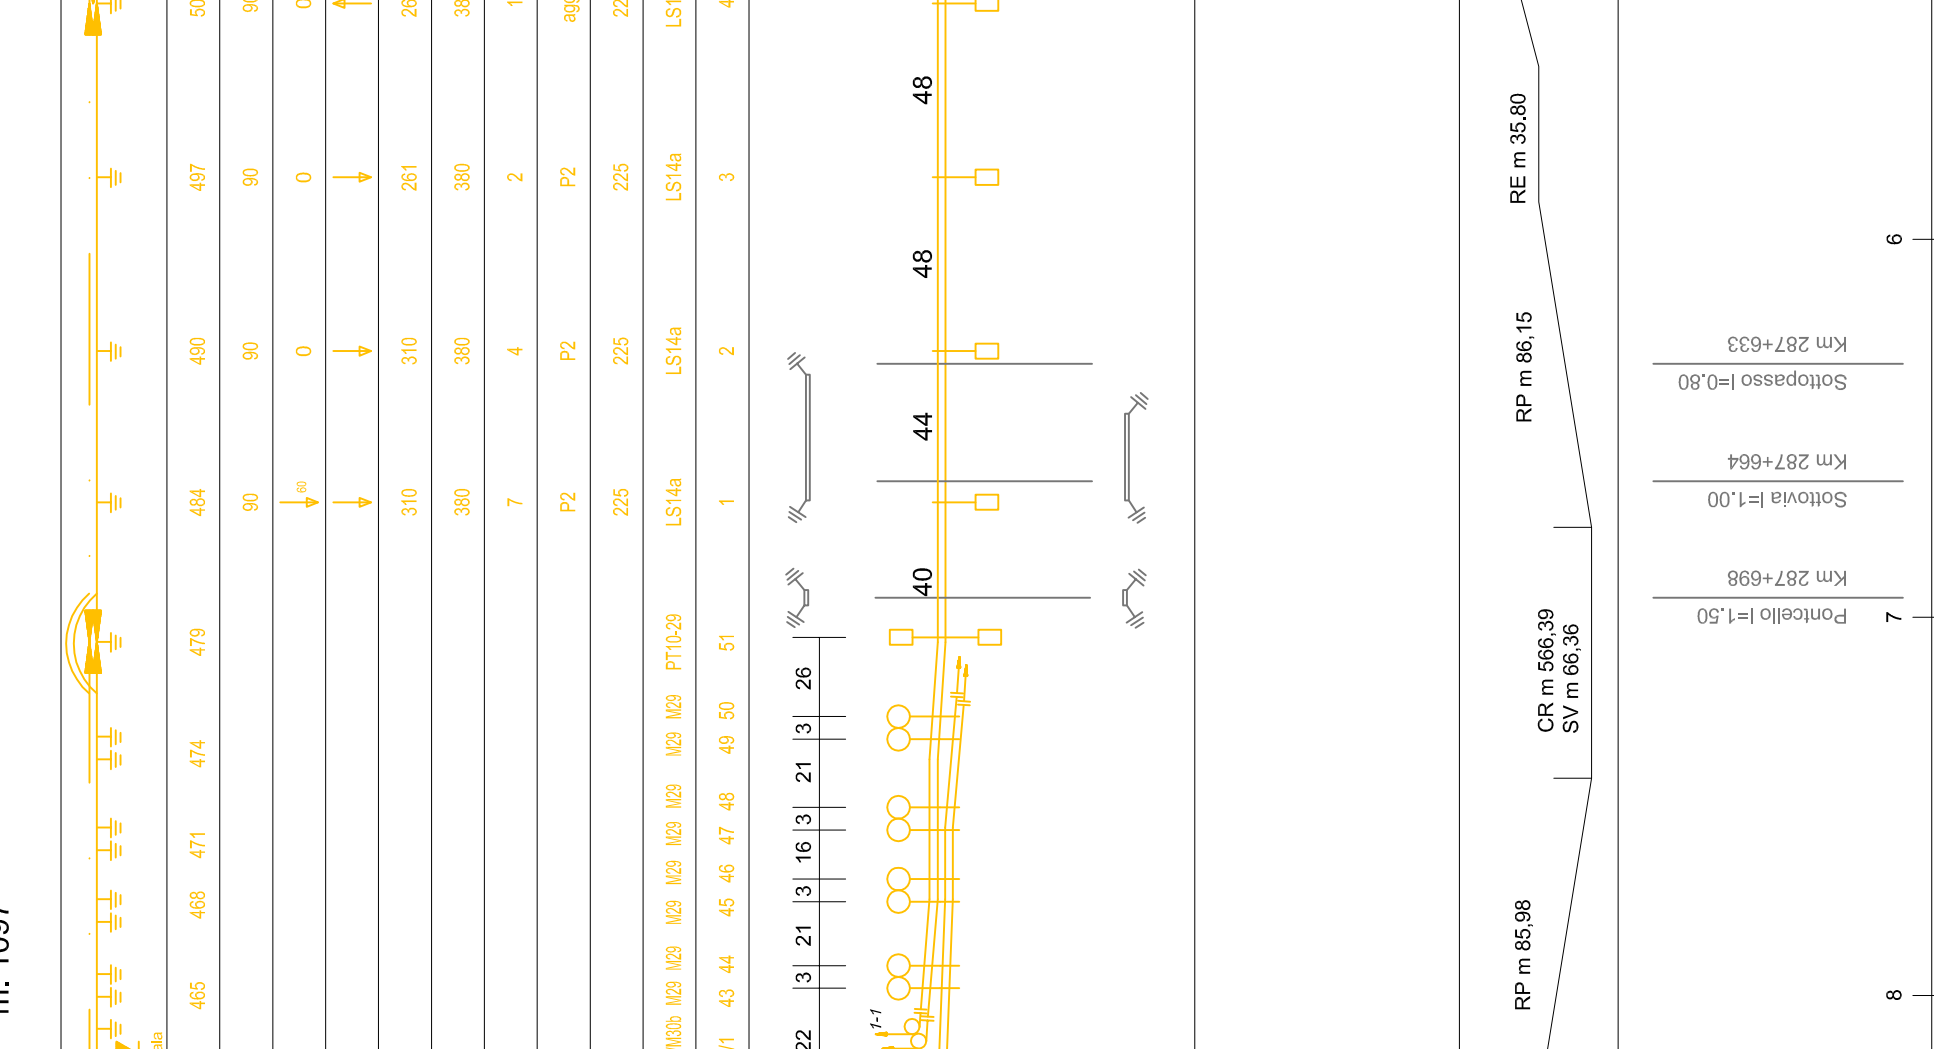 497
90
0
261
380
2
P2
225
LS14a
3
490
90
0
310
380
4
P2
225
LS14a
2
484
90
60
310
380
7
P2
225
LS14a
1
479
PT10-29
51
474
M29
50
M29
49
471
M29
48
M29
47
468
M29
46
M29
45
465
M29
44
M29
43
48
48
44
40
26
3
21
3
16
3
21
3
22
1-1
RE m 35.80
RP m 86,15
CR m 566,39
SV m 66,36
RP m 85,98
Km 287+633
Sottopasso l=0.80
Km 287+664
Sottovia l=1.00
Km 287+698
Pontcello l=1.50
6
7
8